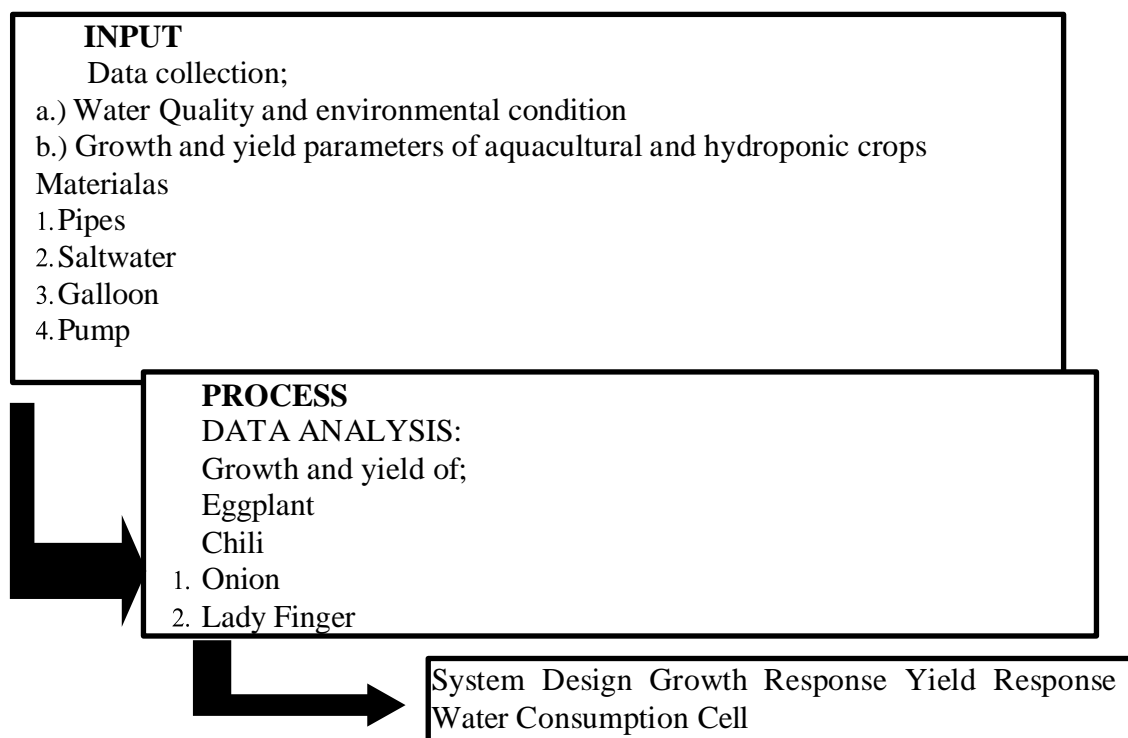 INPUT
Data collection;
a.) Water Quality and environmental condition
b.) Growth and yield parameters of aquacultural and hydroponic crops
Materialas
1. Pipes
2. Saltwater
3. Galloon
4. Pump
PROCESS
DATA ANALYSIS:
Growth and yield of;
Eggplant
Chili
1. Onion
2. Lady Finger
System Design Growth Response Yield Response
Water Consumption Cell